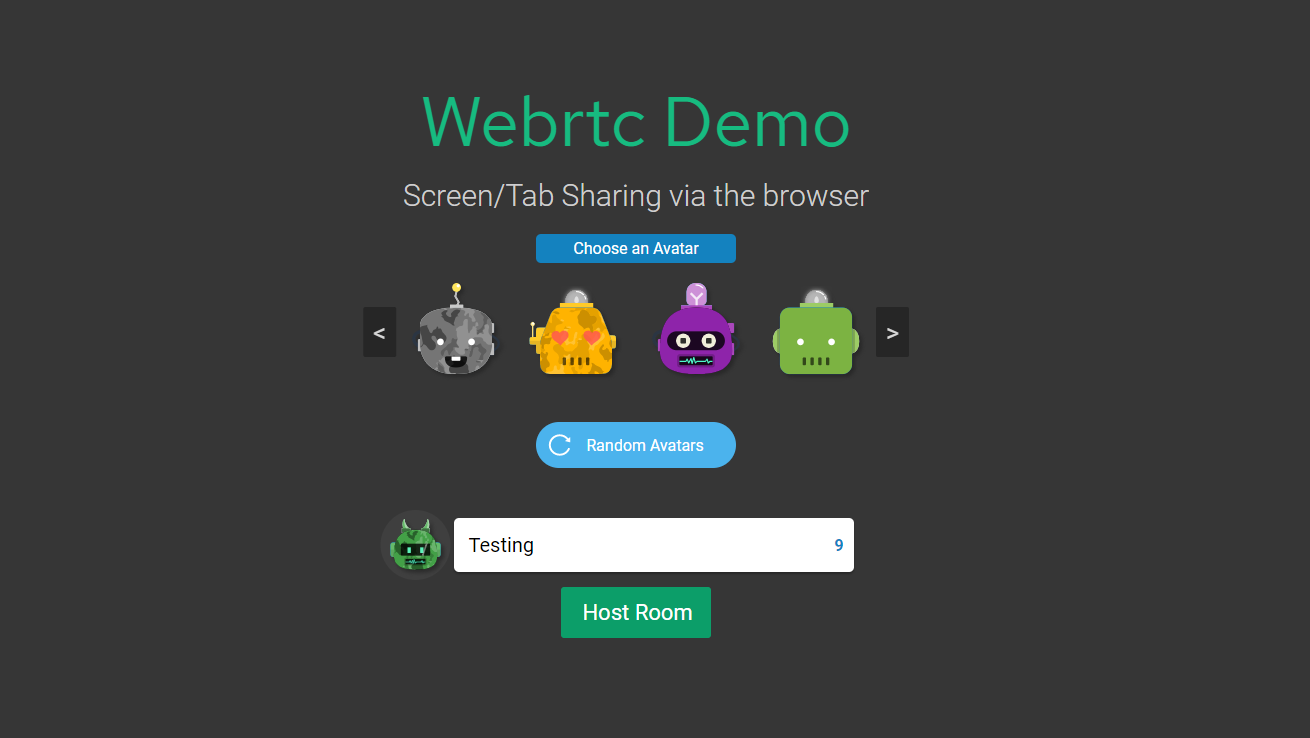 Webrtc Demo
Screen/Tab Sharing via the browser
Choose an Avatar
< >
Random Avatars
Testing 9
Host Room